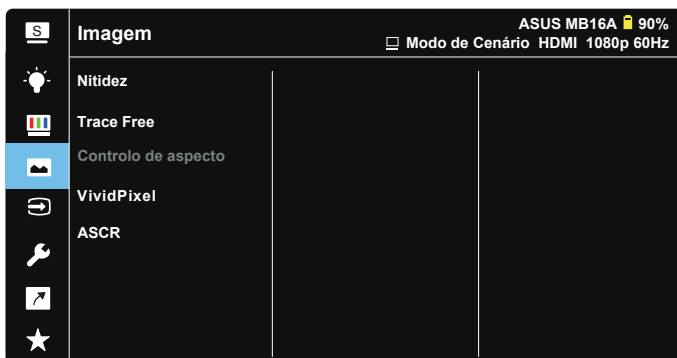 S
Imagem
ASUS MB16A 90%
Modo de Cenário HDMI 1080p 60Hz
Nitidez
Trace Free
Controlo de aspecto
VividPixel
ASCR